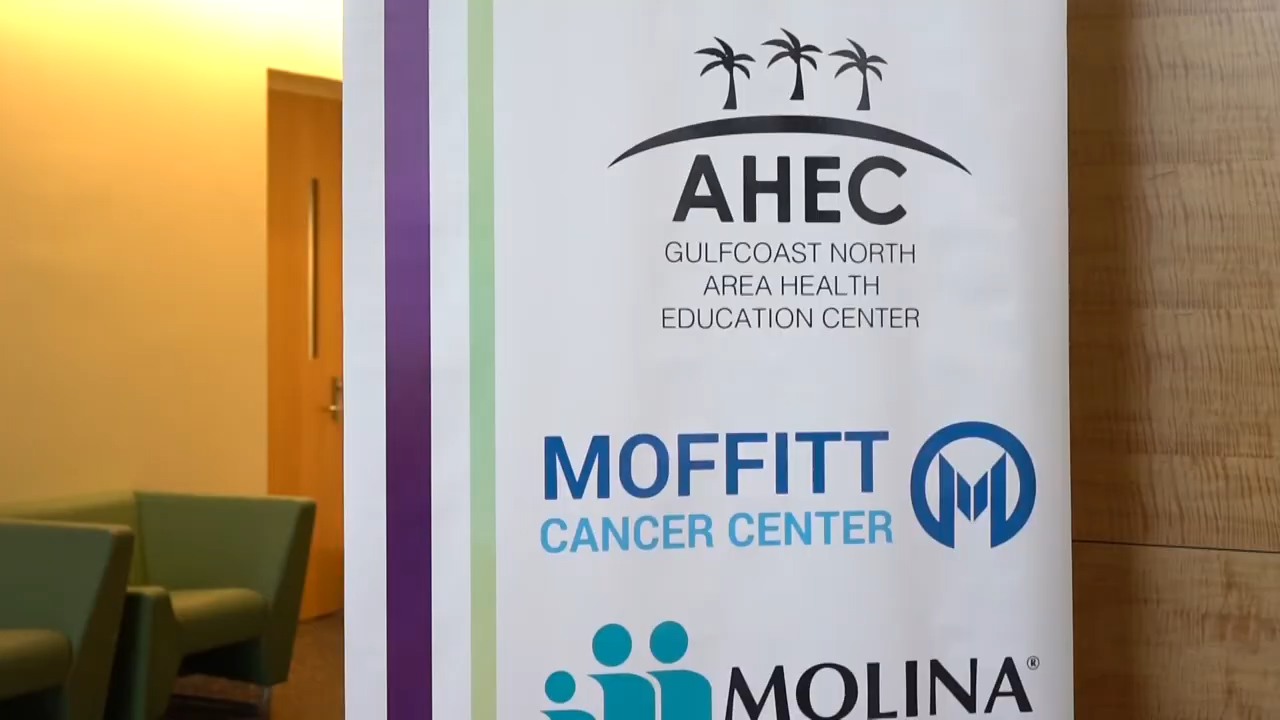 AHEC
GULFCOAST NORTH
AREA HEALTH
EDUCATION CENTER
MOFFITT
CANCER CENTER
MOLINA®